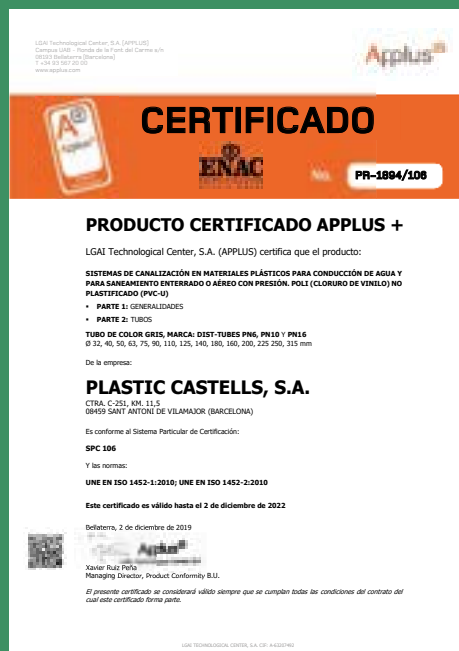 LGAI Technological Center, S.A. (APPLUS)
Campus UAB - Ronda de la Font del Carme s/n
08193 Bellaterra (Barcelona)
T +34 93 567 20 00
www.applus.com
Applus+
CERTIFICADO
A+
Applus+
ENAC
No. PR-1894/106
PRODUCTO CERTIFICADO APPLUS +
LGAI Technological Center, S.A. (APPLUS) certifica que el producto:
SISTEMAS DE CANALIZACIÓN EN MATERIALES PLÁSTICOS PARA CONDUCCIÓN DE AGUA Y
PARA SANEAMIENTO ENTERRADO O AÉREO CON PRESIÓN. POLI (CLORURO DE VINILO) NO
PLASTIFICADO (PVC-U)
▪ PARTE 1: GENERALIDADES
▪ PARTE 2: TUBOS
TUBO DE COLOR GRIS, MARCA: DIST-TUBES PN6, PN10 Y PN16
Ø 32, 40, 50, 63, 75, 90, 110, 125, 140, 180, 160, 200, 225 250, 315 mm
De la empresa:
PLASTIC CASTELLS, S.A.
CTRA. C-251, KM. 11,5
08459 SANT ANTONI DE VILAMAJOR (BARCELONA)
Es conforme al Sistema Particular de Certificación:
SPC 106
Y las normas:
UNE EN ISO 1452-1:2010; UNE EN ISO 1452-2:2010
Este certificado es válido hasta el 2 de diciembre de 2022
Bellaterra, 2 de diciembre de 2019
Applus+
Xavier Ruiz Peña
Managing Director, Product Conformity B.U.
El presente certificado se considerará válido siempre que se cumplan todas las condiciones del contrato del
cual este certificado forma parte.
LGAI TECHNOLOGICAL CENTER, S.A. CIF: A-63207492